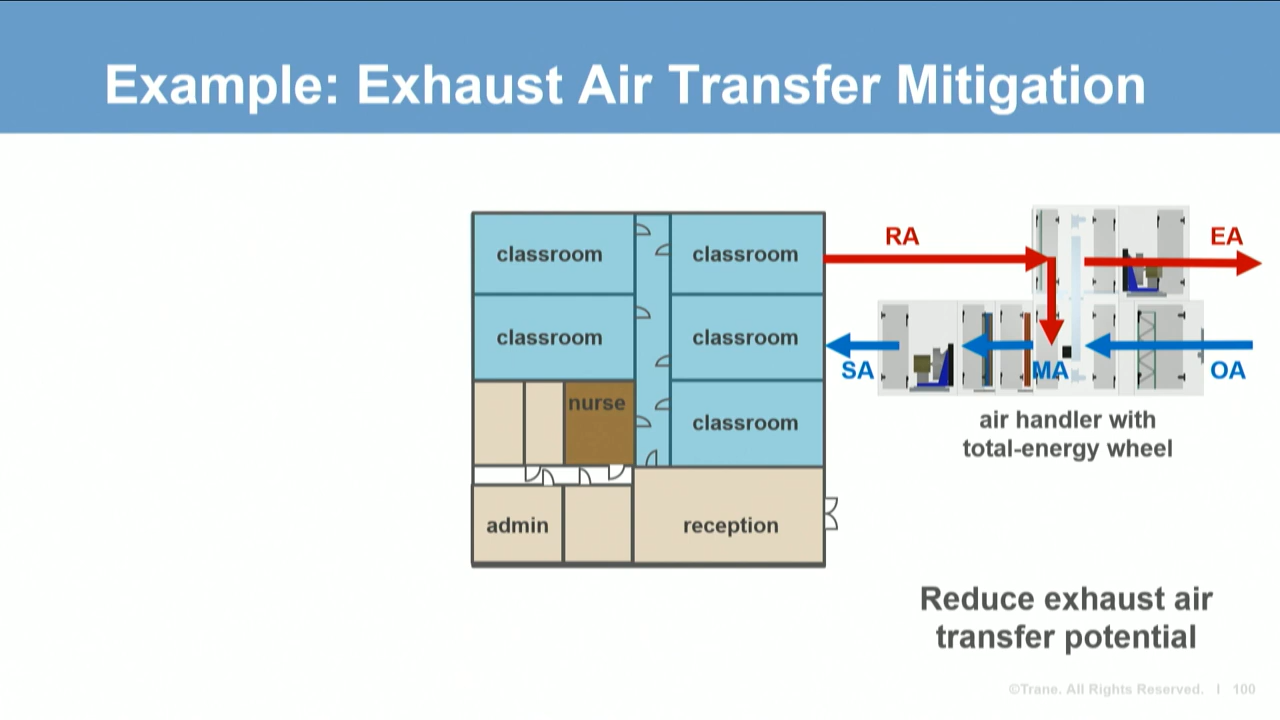 Example: Exhaust Air Transfer Mitigation
classroom
classroom
RA
EA
classroom
classroom
SA
MA
OA
nurse
classroom
air handler with
total-energy wheel
admin
reception
Reduce exhaust air
transfer potential
©Trane. All Rights Reserved. | 100